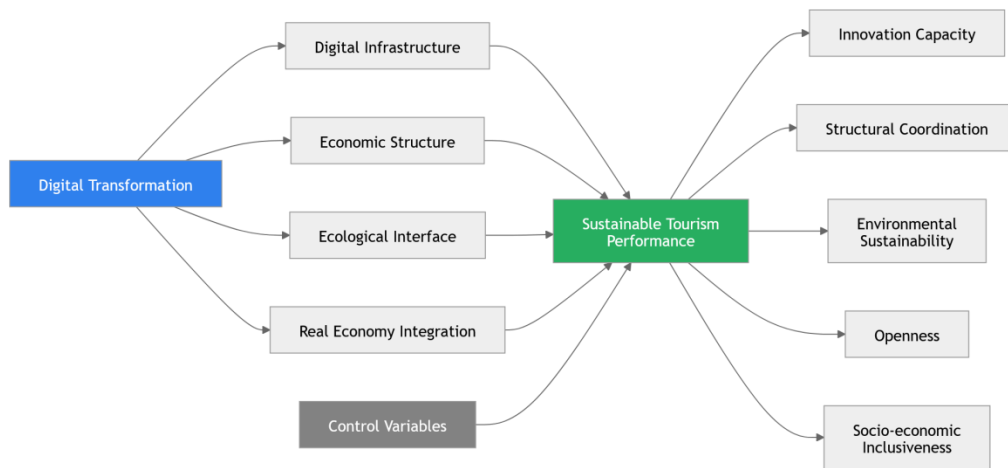 Digital Transformation
Digital Infrastructure
Economic Structure
Ecological Interface
Real Economy Integration
Control Variables
Sustainable Tourism
Performance
Innovation Capacity
Structural Coordination
Environmental
Sustainability
Openness
Socio-economic
Inclusiveness